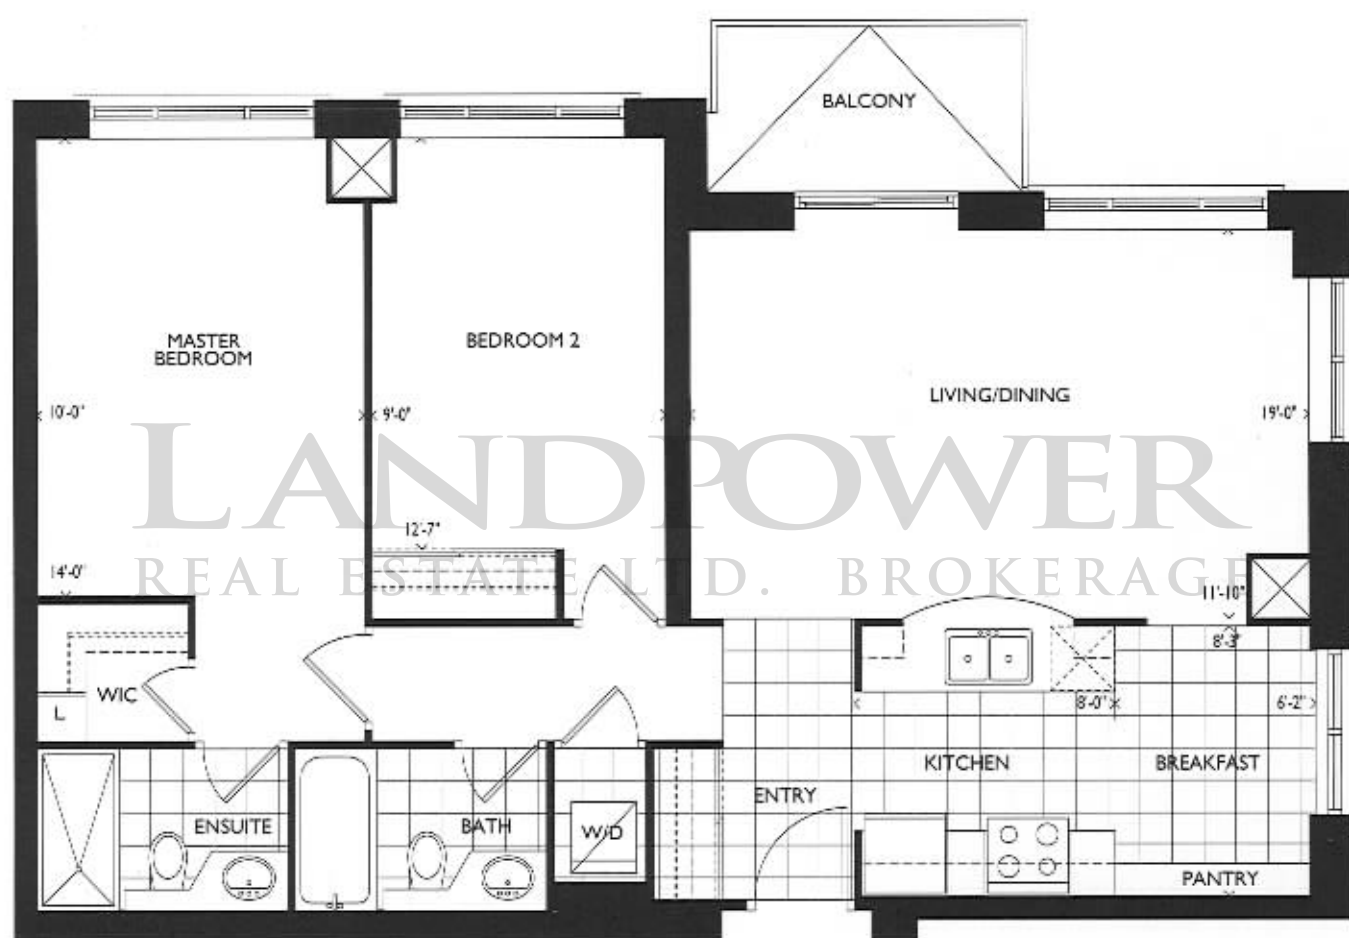 BALCONY
MASTER
BEDROOM
BEDROOM 2
LIVING/DINING
10'-0"
9'-0"
19'-0"
LANDPOWER
REAL ESTATE LTD. BROKERAGE
12'-7"
14'-0"
11'-10"
8'-3"
WIC
L
8'-0"
6'-2"
KITCHEN
BREAKFAST
ENTRY
ENSUITE
BATH
W/D
PANTRY